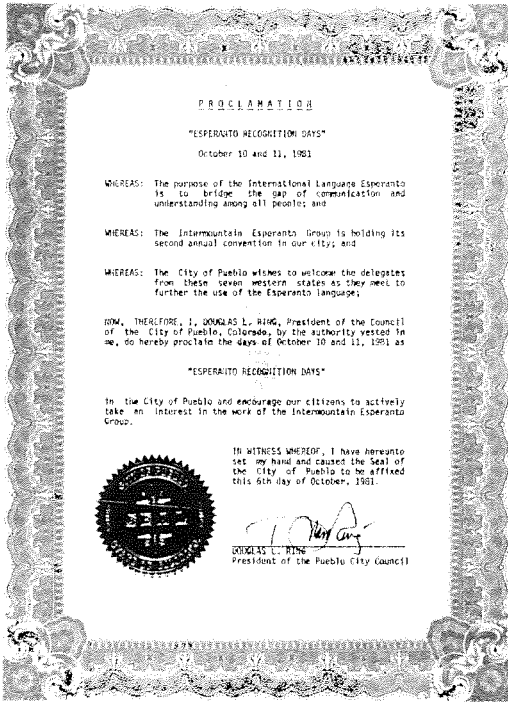 PROCLAMATION
"ESPERANTO RECOGNITION DAYS"
October 10 and 11, 1981
WHEREAS: The purpose of the International Language Esperanto
is to bridge the gap of communication and
understanding among all people; and
WHEREAS: The Intermountain Esperanto Group is holding its
second annual convention in our city; and
WHEREAS: The City of Pueblo wishes to welcome the delegates
from these seven western states as they meet to
further the use of the Esperanto language;
NOW, THEREFORE, I, DOUGLAS L. RING, President of the Council
of the City of Pueblo, Colorado, by the authority vested in
me, do hereby proclaim the days of October 10 and 11, 1981 as
"ESPERANTO RECOGNITION DAYS"
In the City of Pueblo and encourage our citizens to actively
take an interest in the work of the Intermountain Esperanto
Group.
IN WITNESS WHEREOF, I have hereunto
set my hand and caused the Seal of
the City of Pueblo to be affixed
this 6th day of October, 1981.
DOUGLAS L. RING
President of the Pueblo City Council